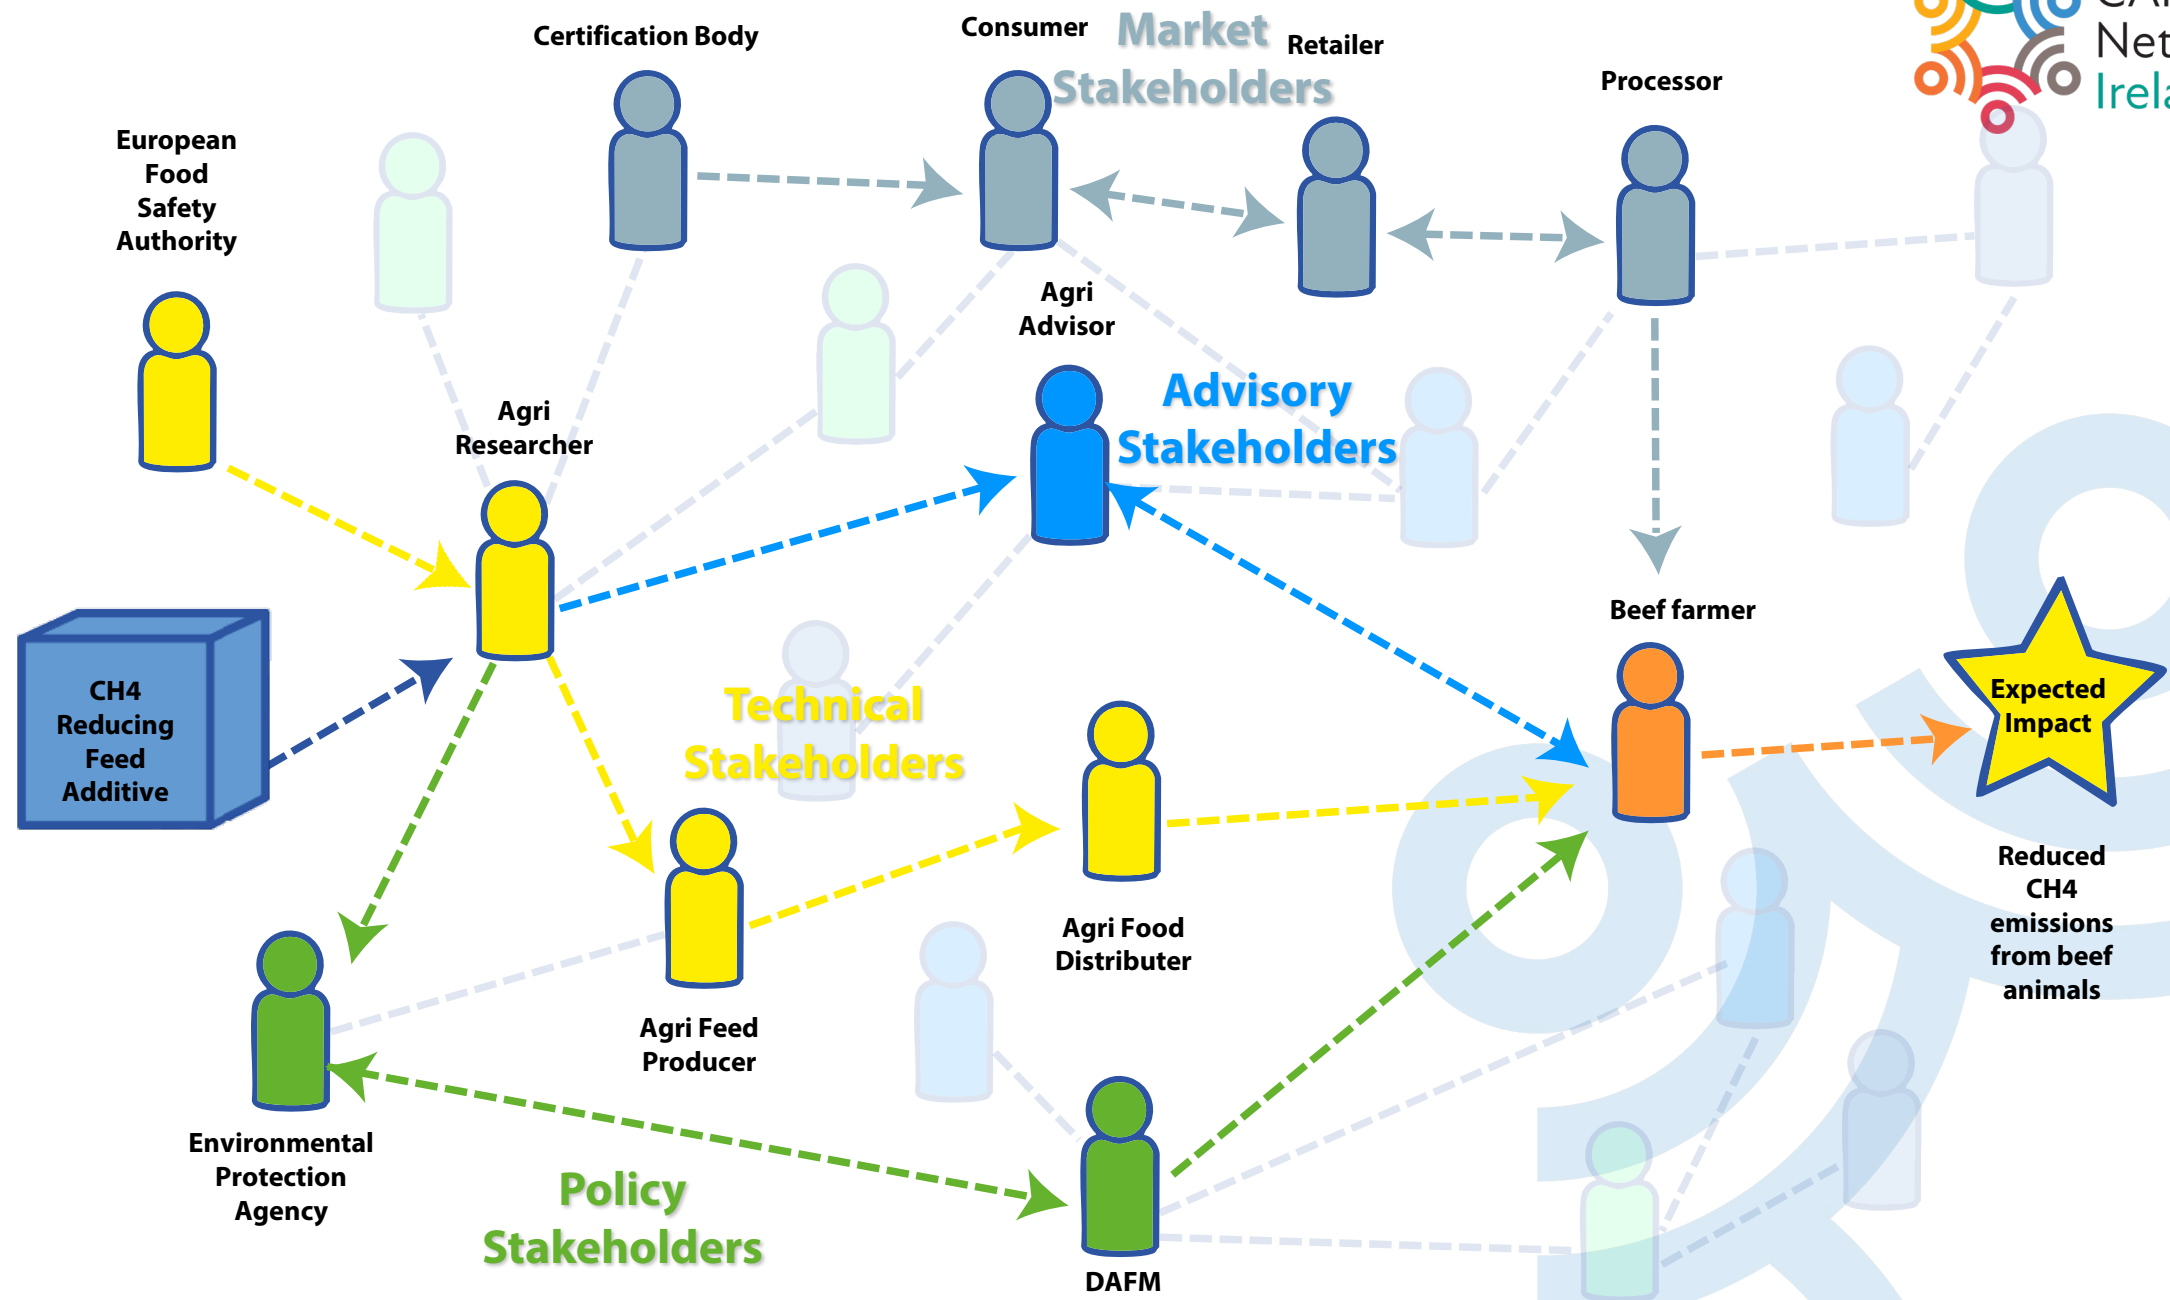 Certification Body
Consumer
Market
Stakeholders
Retailer
Processor
Irel
European
Food
Safety
Authority
Agri
Advisor
Advisory
Stakeholders
Agri
Researcher
Beef farmer
CH4
Reducing
Feed
Additive
Technical
Stakeholders
Expected
Impact
Reduced
CH4
emissions
from beef
animals
Agri Food
Distributer
Agri Feed
Producer
Environmental
Protection
Agency
Policy
Stakeholders
DAFM